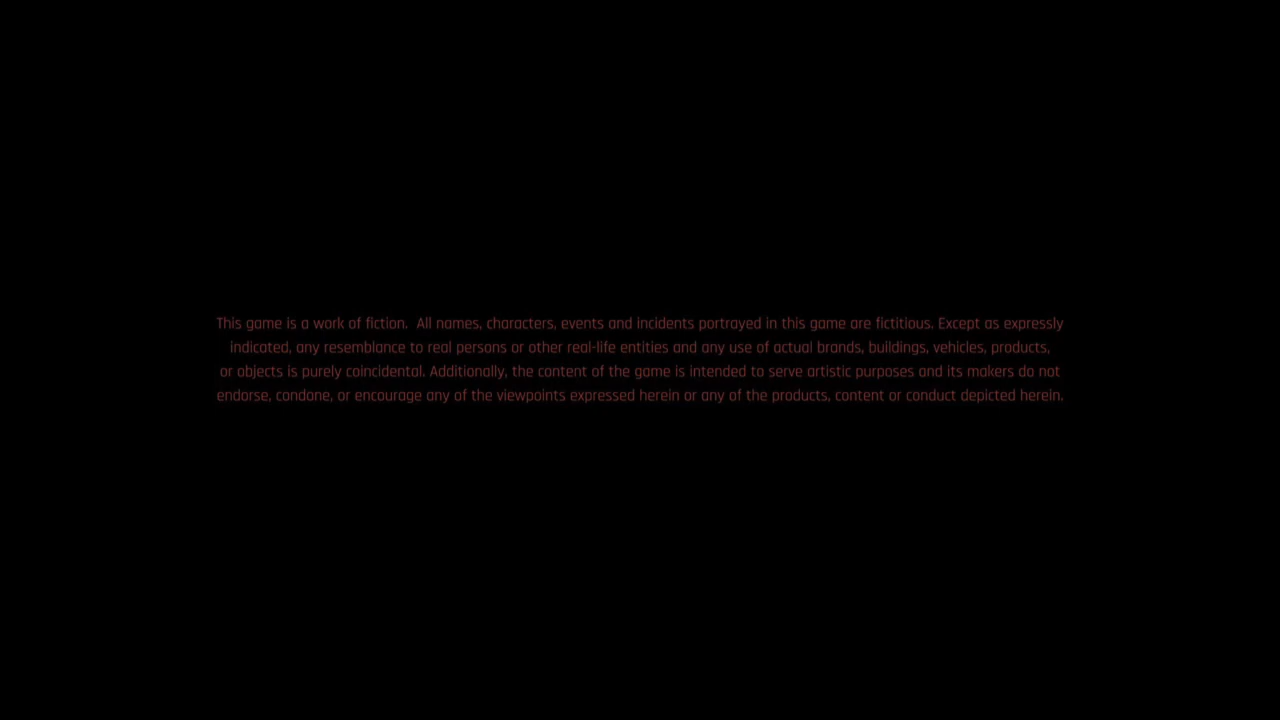 This game is a work of fiction.  All names, characters, events and incidents portrayed in this game are fictitious. Except as expressly
indicated, any resemblance to real persons or other real-life entities and any use of actual brands, buildings, vehicles, products,
or objects is purely coincidental. Additionally, the content of the game is intended to serve artistic purposes and its makers do not
endorse, condone, or encourage any of the viewpoints expressed herein or any of the products, content or conduct depicted herein.